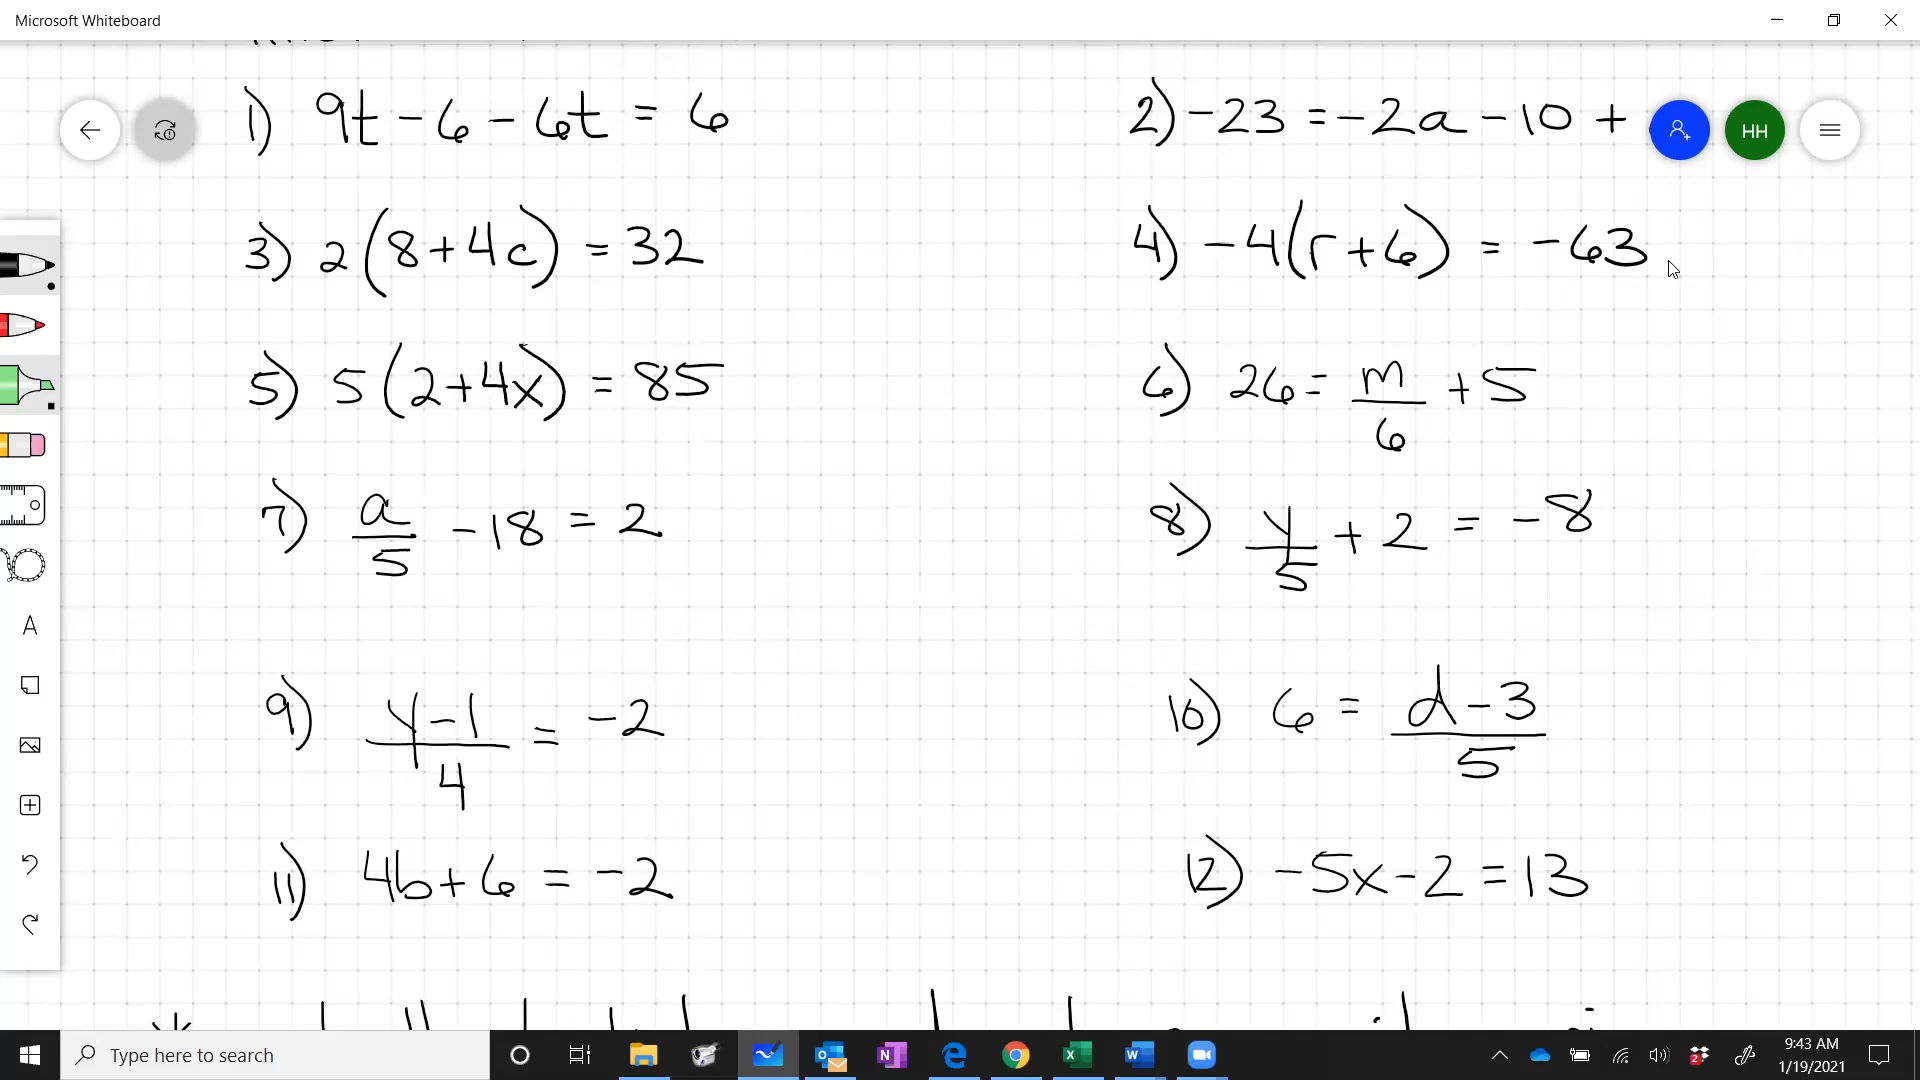 Microsoft Whiteboard
1) 9t - 6 - 6t = 6
2) -23 = -2a - 10 +
HH
3) 2(8+4c) = 32
4) -4(r+6) = -63
5) 5(2+4x) = 85
6) 26 = m/6 + 5
7) a/5 - 18 = 2
8) y/5 + 2 = -8
9) y-1/4 = -2
10) 6 = d-3/5
11) 4b+6 = -2
12) -5x-2=13
Type here to search
9:43 AM
1/19/2021